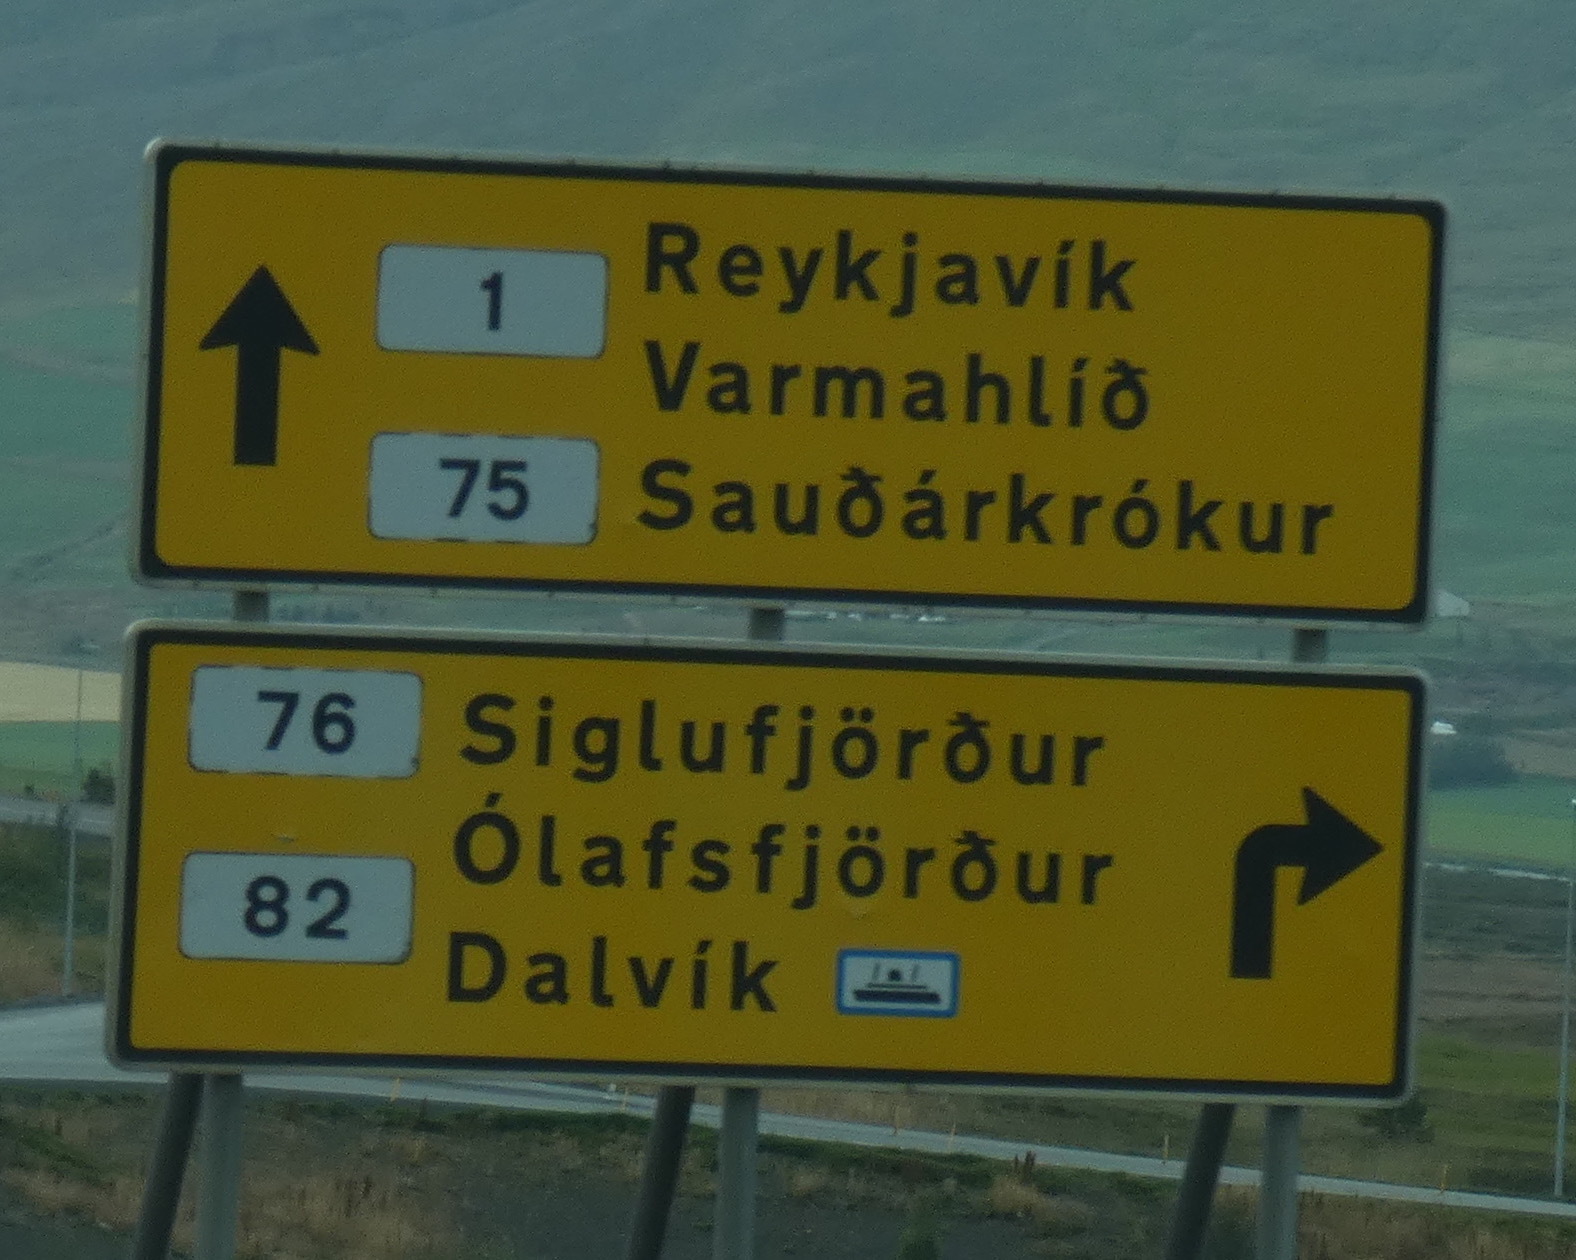 1 Reykjavík
Varmahlíð
75 Sauðárkrókur
76 Siglufjörður
Ólafsfjörður
82 Dalvík